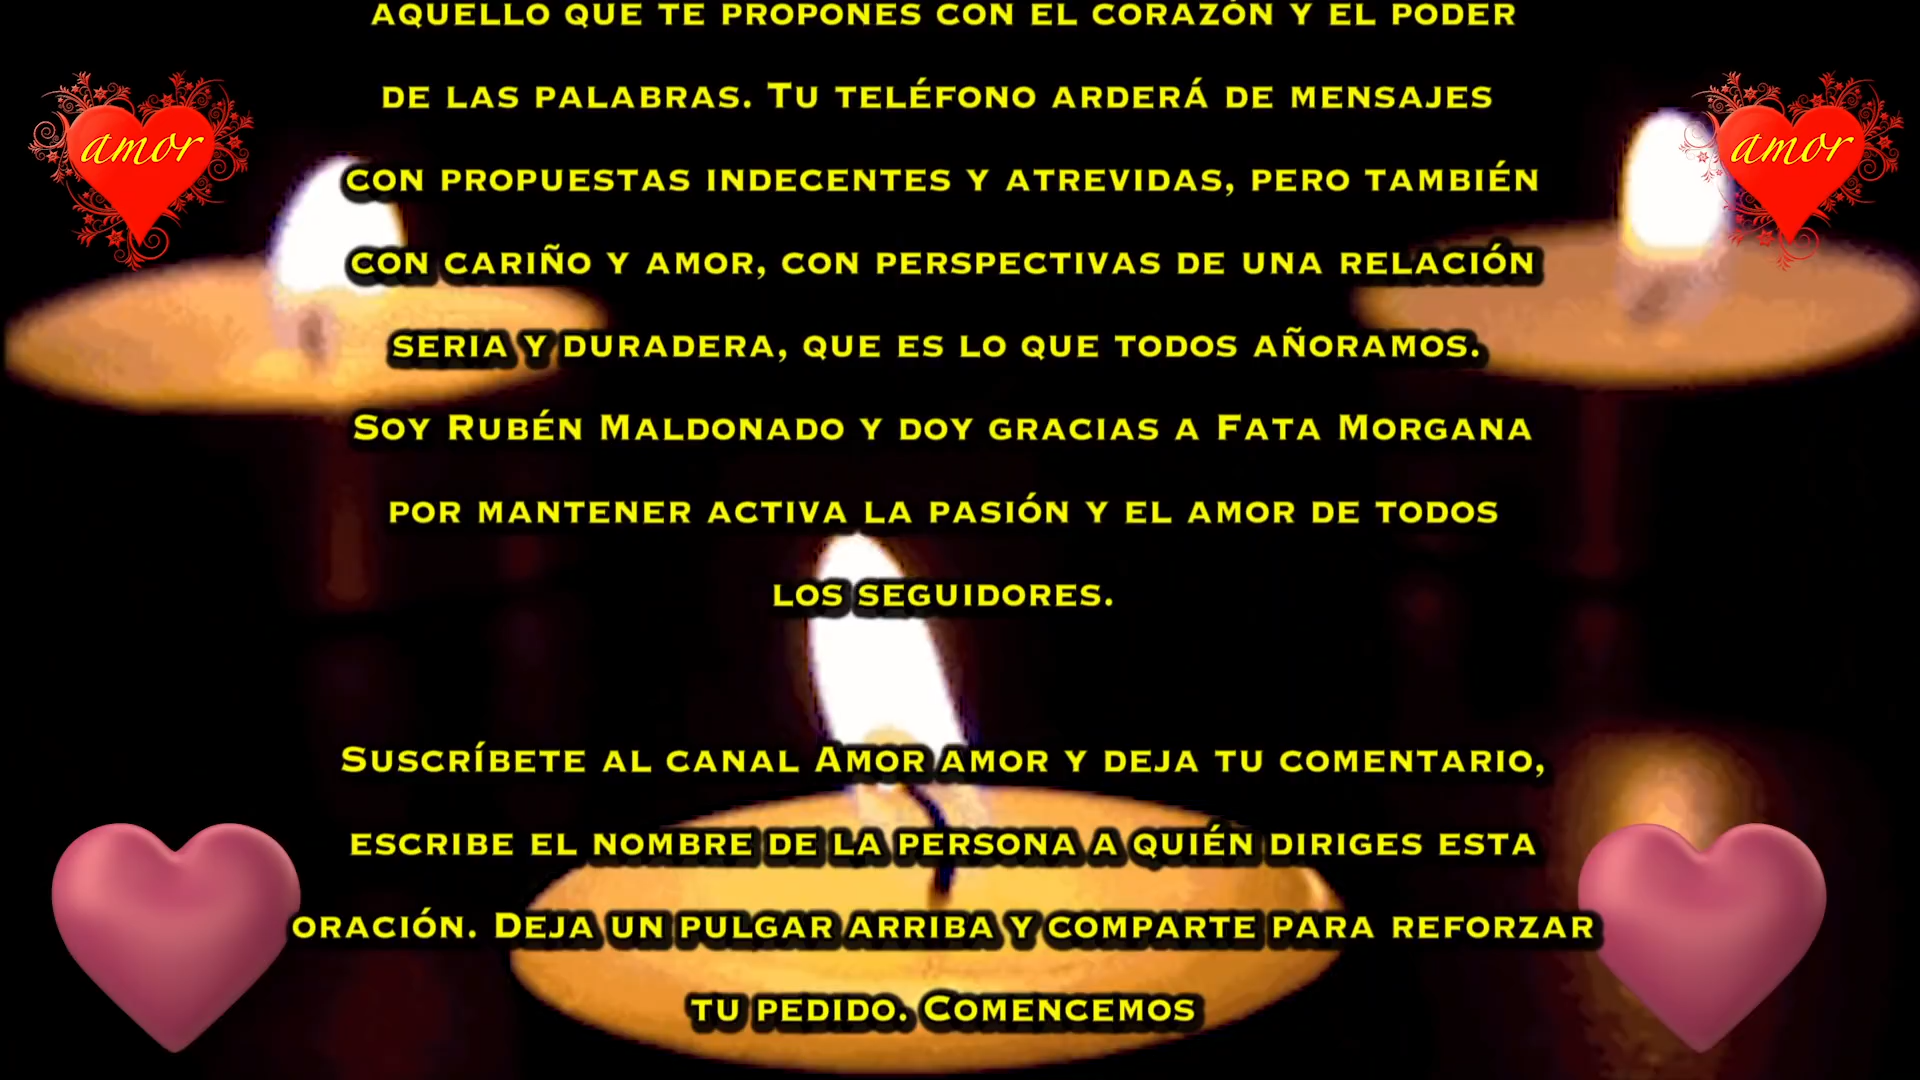 AQUELLO QUE TE PROPONES CON EL CORAZÓN Y EL PODER
DE LAS PALABRAS. TU TELÉFONO ARDERÁ DE MENSAJES
amor
amor
CON PROPUESTAS INDECENTES Y ATREVIDAS, PERO TAMBIÉN
CON CARIÑO Y AMOR, CON PERSPECTIVAS DE UNA RELACIÓN
SERIA Y DURADERA, QUE ES LO QUE TODOS AÑORAMOS.
SOY RUBÉN MALDONADO Y DOY GRACIAS A FATA MORGANA
POR MANTENER ACTIVA LA PASIÓN Y EL AMOR DE TODOS
LOS SEGUIDORES.
SUSCRÍBETE AL CANAL AMOR AMOR Y DEJA TU COMENTARIO,
ESCRIBE EL NOMBRE DE LA PERSONA A QUIÉN DIRIGES ESTA
ORACIÓN. DEJA UN PULGAR ARRIBA Y COMPARTE PARA REFORZAR
TU PEDIDO. COMENCEMOS